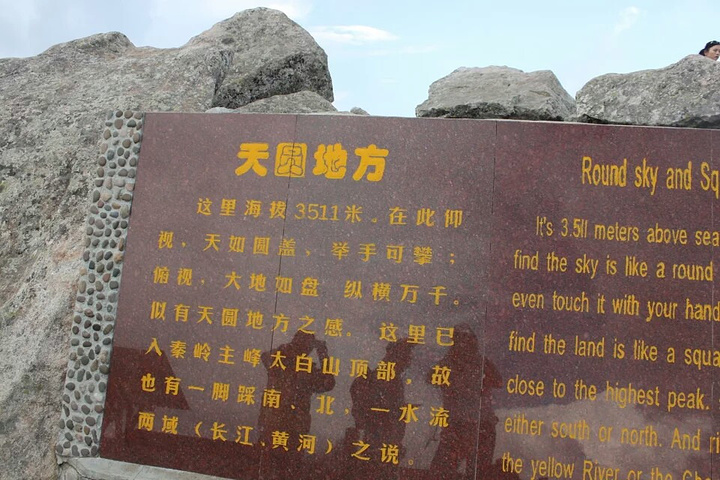 天圆地方
这里海拔3511米。在此仰
视，天如圆盖，举手可攀；
俯视，大地如盘，纵横万千。
似有天圆地方之感。这里已
入秦岭主峰太白山顶部，故
也有一脚踩南、北，一水流
两域（长江、黄河）之说。
Round sky and Sq
It's 3.511 meters above sea
find the sky is like a round
even touch it with your hand
find the land is like a squa
close to the highest peak.
either south or north. And ri
the yellow River or the Cha